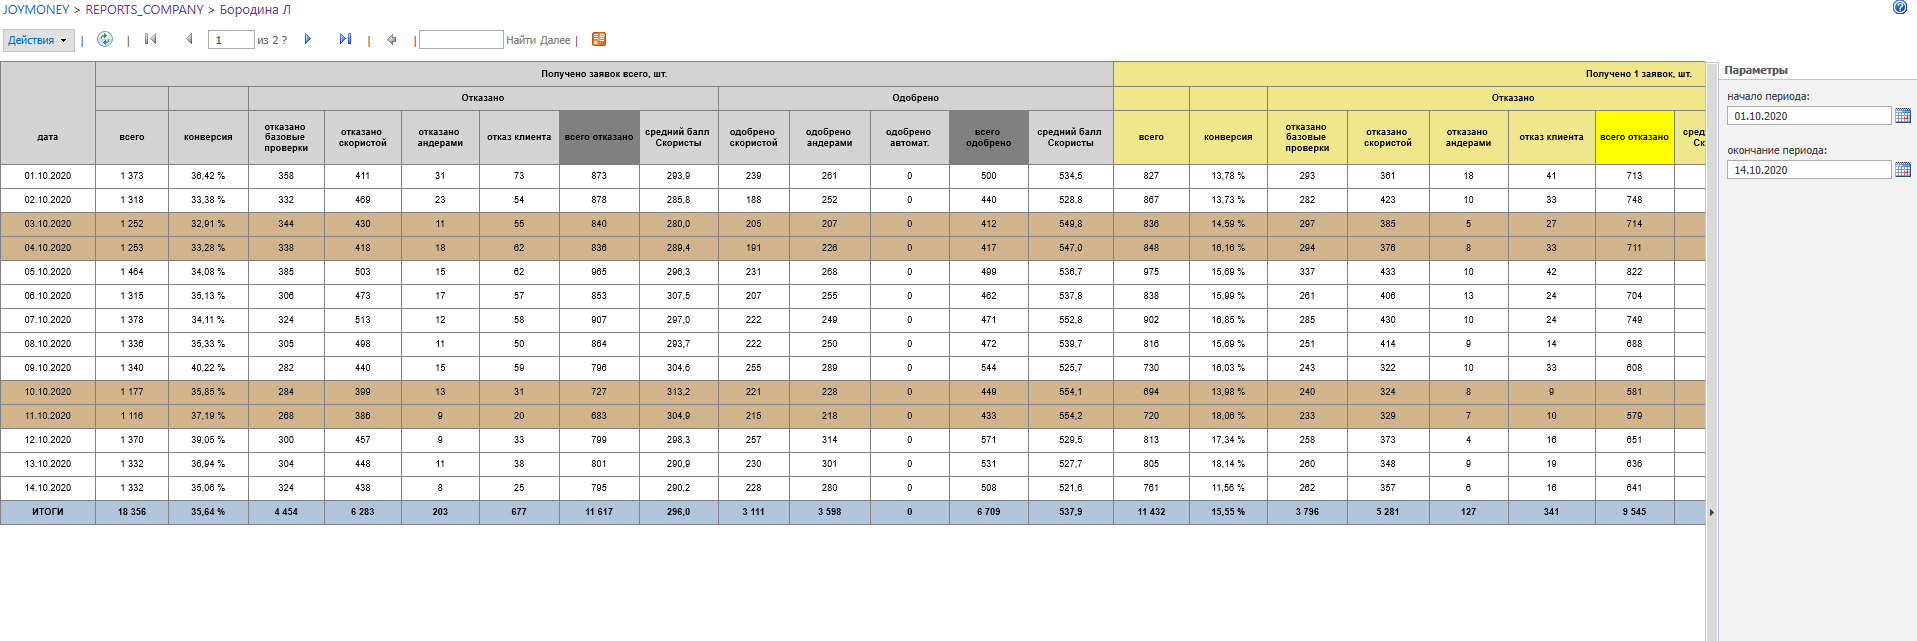 JOYMONEY > REPORTS_COMPANY > Бородина Л
Действия | | 1 из 2 ? | | Найти Далее |
Получено заявок всего, шт. Получено 1 заявок, шт.
Отказано Одобрено Отказано
дата всего конверсия отказано базовые проверки отказано скористой отказано андерами отказ клиента всего отказано средний балл Скористы одобрено скористой одобрено андерами одобрено автомат. всего одобрено средний балл Скористы всего конверсия отказано базовые проверки отказано скористой отказано андерами отказ клиента всего отказано сред Ск
01.10.2020 1 373 36,42 % 358 411 31 73 873 293,9 239 261 0 500 534,5 827 13,78 % 293 361 18 41 713
02.10.2020 1 318 33,38 % 332 469 23 54 878 285,8 188 252 0 440 528,8 867 13,73 % 282 423 10 33 748
03.10.2020 1 252 32,91 % 344 430 11 55 840 280,0 205 207 0 412 549,8 836 14,59 % 297 385 5 27 714
04.10.2020 1 253 33,28 % 338 418 18 62 836 289,4 191 226 0 417 547,0 848 16,16 % 294 376 8 33 711
05.10.2020 1 464 34,08 % 385 503 15 62 965 296,3 231 268 0 499 536,7 975 15,69 % 337 433 10 42 822
06.10.2020 1 315 35,13 % 306 473 17 57 853 307,5 207 255 0 462 537,8 838 15,99 % 261 406 13 24 704
07.10.2020 1 378 34,11 % 324 513 12 58 907 297,0 222 249 0 471 552,8 902 16,85 % 285 430 10 24 749
08.10.2020 1 336 35,33 % 305 498 11 50 864 293,7 222 250 0 472 539,7 816 15,69 % 251 414 9 14 688
09.10.2020 1 340 40,22 % 282 440 15 59 796 304,6 255 289 0 544 525,7 730 16,03 % 243 322 10 33 608
10.10.2020 1 177 35,85 % 284 399 13 31 727 313,2 221 228 0 449 554,1 694 13,98 % 240 324 8 9 581
11.10.2020 1 116 37,19 % 268 386 9 20 683 304,9 215 218 0 433 554,2 720 18,06 % 233 329 7 10 579
12.10.2020 1 370 39,05 % 300 457 9 33 799 298,3 257 314 0 571 529,5 813 17,34 % 258 373 4 16 651
13.10.2020 1 332 36,94 % 304 448 11 38 801 290,9 230 301 0 531 527,7 805 18,14 % 260 348 9 19 636
14.10.2020 1 332 35,06 % 324 438 8 25 795 290,2 228 280 0 508 521,6 761 11,56 % 262 357 6 16 641
ИТОГИ 18 356 35,64 % 4 454 6 283 203 677 11 617 296,0 3 111 3 598 0 6 709 537,9 11 432 15,55 % 3 796 5 281 127 341 9 545
Параметры
начало периода:
01.10.2020
окончание периода:
14.10.2020